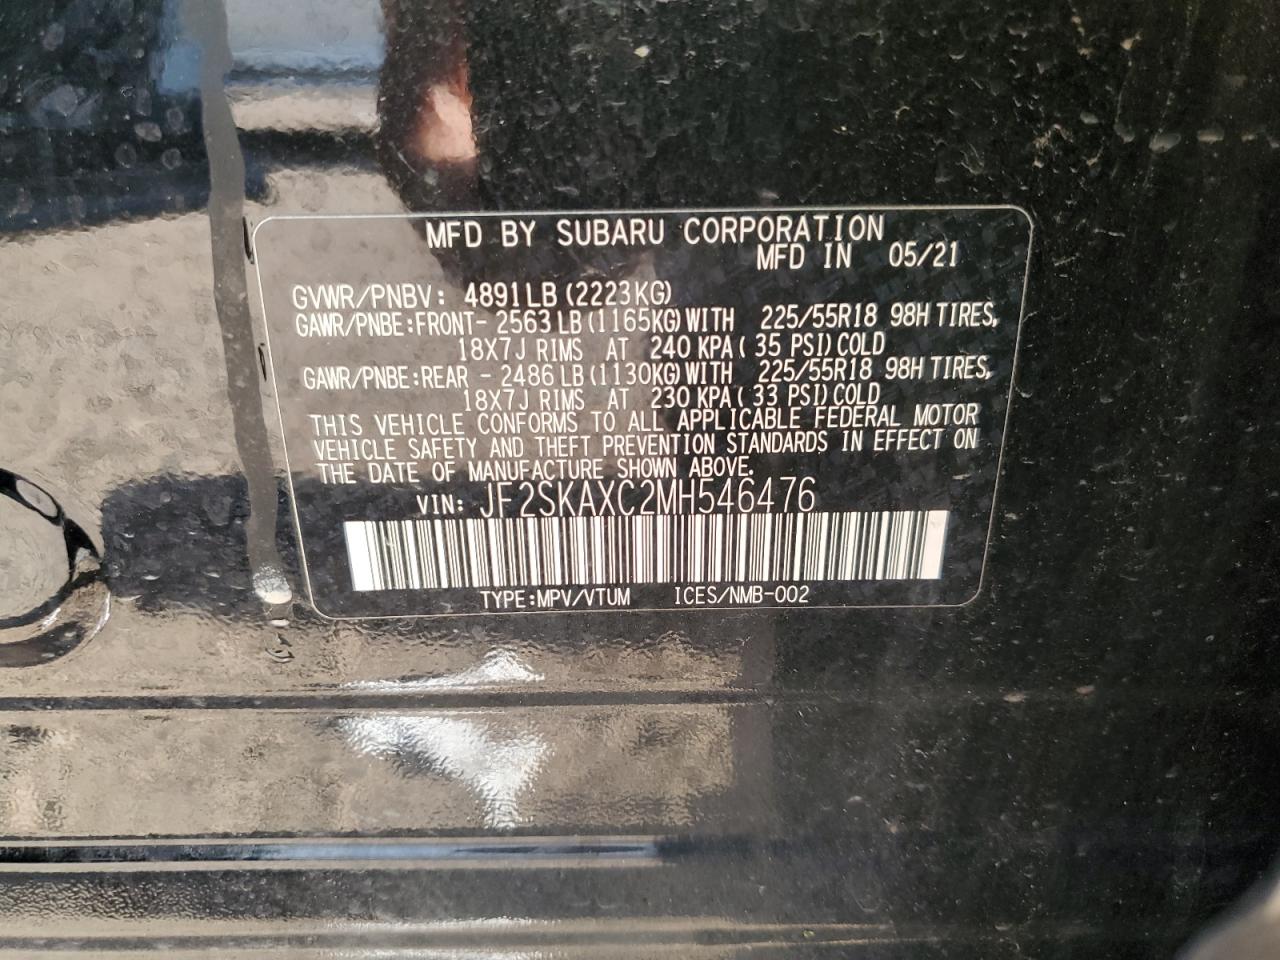 MFD BY SUBARU CORPORATION
MFD IN 05/21
GVWR/PNBV: 4891LB(2223KG)
GAWR/PNBE:FRONT- 2563LB(1165KG)WITH 225/55R18 98H TIRES,
18X7J RIMS AT 240 KPA( 35 PSI)COLD
GAWR/PNBE:REAR - 2486LB(1130KG)WITH 225/55R18 98H TIRES,
18X7J RIMS AT 230 KPA( 33 PSI)COLD
THIS VEHICLE CONFORMS TO ALL APPLICABLE FEDERAL MOTOR
VEHICLE SAFETY AND THEFT PREVENTION STANDARDS IN EFFECT ON
THE DATE OF MANUFACTURE SHOWN ABOVE.
VIN: JF2SKAXC2MH546476
TYPE:MPV/VTUM ICES/NMB-002